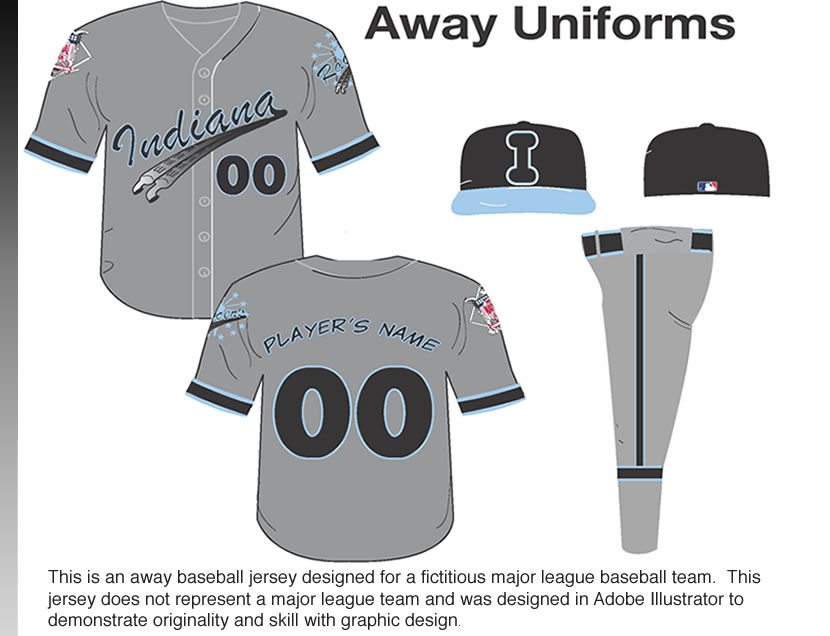 Away Uniforms
Indiana
00
I
PLAYER'S NAME
00
This is an away baseball jersey designed for a fictitious major league baseball team.  This
jersey does not represent a major league team and was designed in Adobe Illustrator to
demonstrate originality and skill with graphic design.